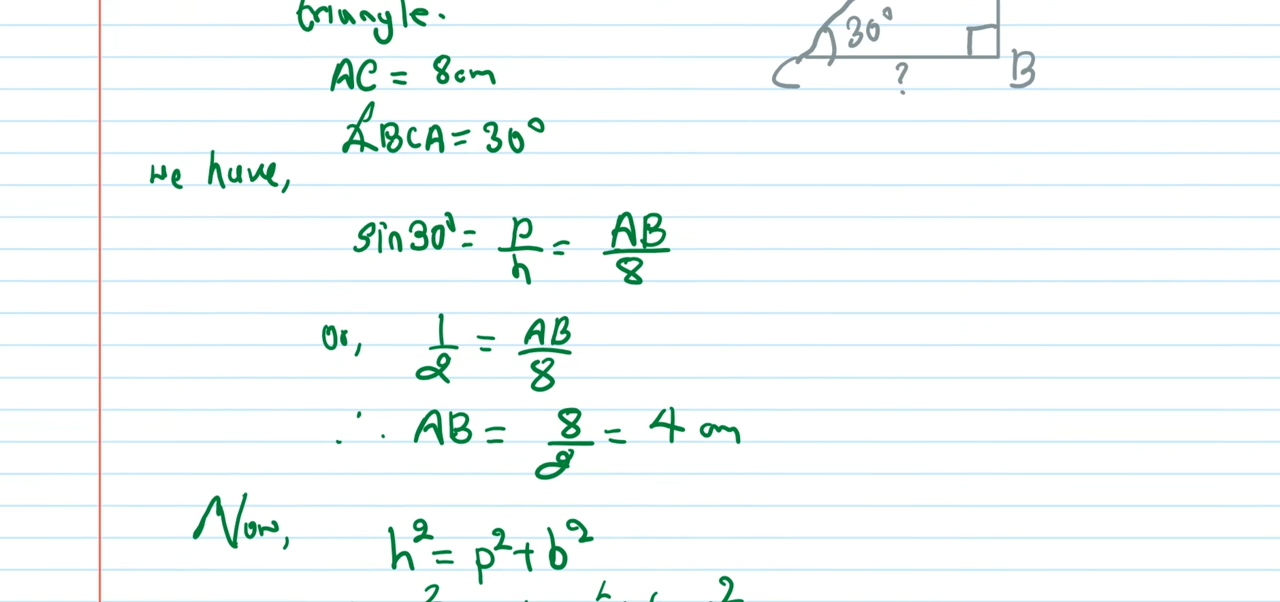 triangle.
30°
C ? B
AC = 8cm
∡BCA = 30°
we have,
sin30° = p/h = AB/8
or, 1/2 = AB/8
∴ AB = 8/2 = 4 cm
Now, h² = p² + b²